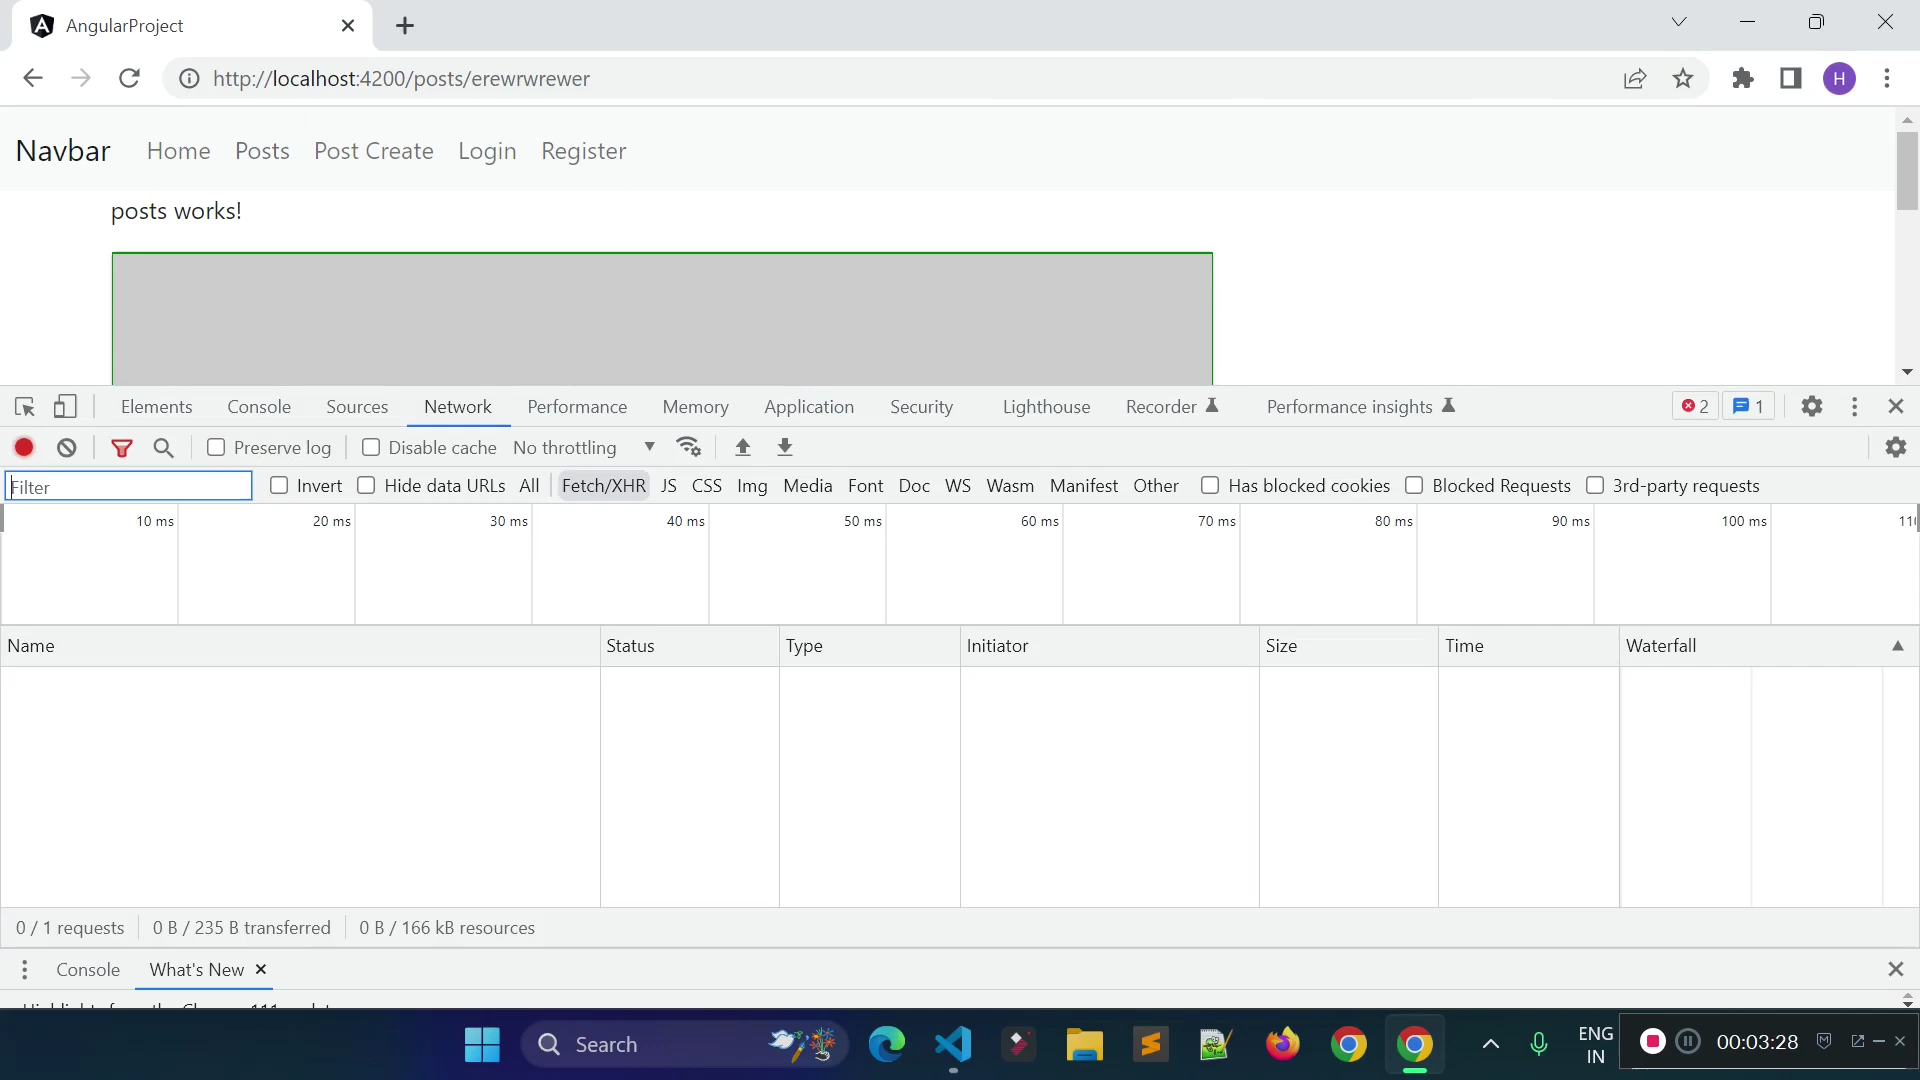 AngularProject
http://localhost:4200/posts/erewrwrewer
H
Navbar Home Posts Post Create Login Register
posts works!
Elements Console Sources Network Performance Memory Application Security Lighthouse Recorder Performance insights 2 1
Preserve log Disable cache No throttling
Filter Invert Hide data URLs All Fetch/XHR JS CSS Img Media Font Doc WS Wasm Manifest Other Has blocked cookies Blocked Requests 3rd-party requests
10 ms 20 ms 30 ms 40 ms 50 ms 60 ms 70 ms 80 ms 90 ms 100 ms
Name Status Type Initiator Size Time Waterfall
0 / 1 requests 0 B / 235 B transferred 0 B / 166 kB resources
Console What's New
Search
ENG
IN
00:03:28